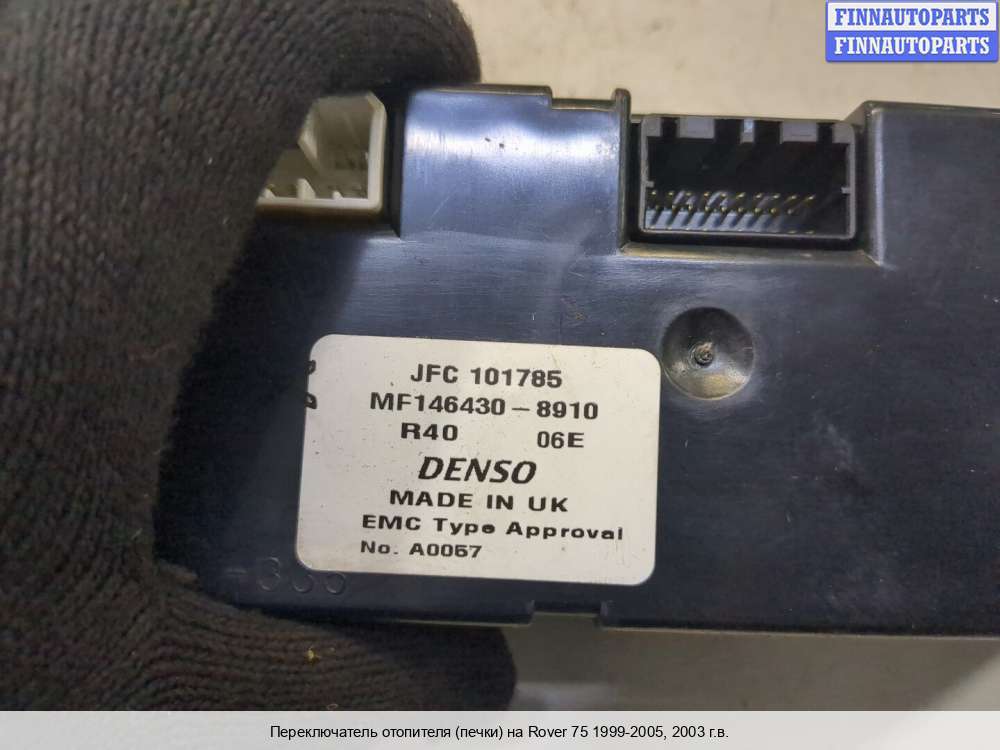 FINNAUTOPARTS
FINNAUTOPARTS
JFC 101785
MF146430-8910
R40 06E
DENSO
MADE IN UK
EMC Type Approval
No. A0057
Переключатель отопителя (печки) на Rover 75 1999-2005, 2003 г.в.